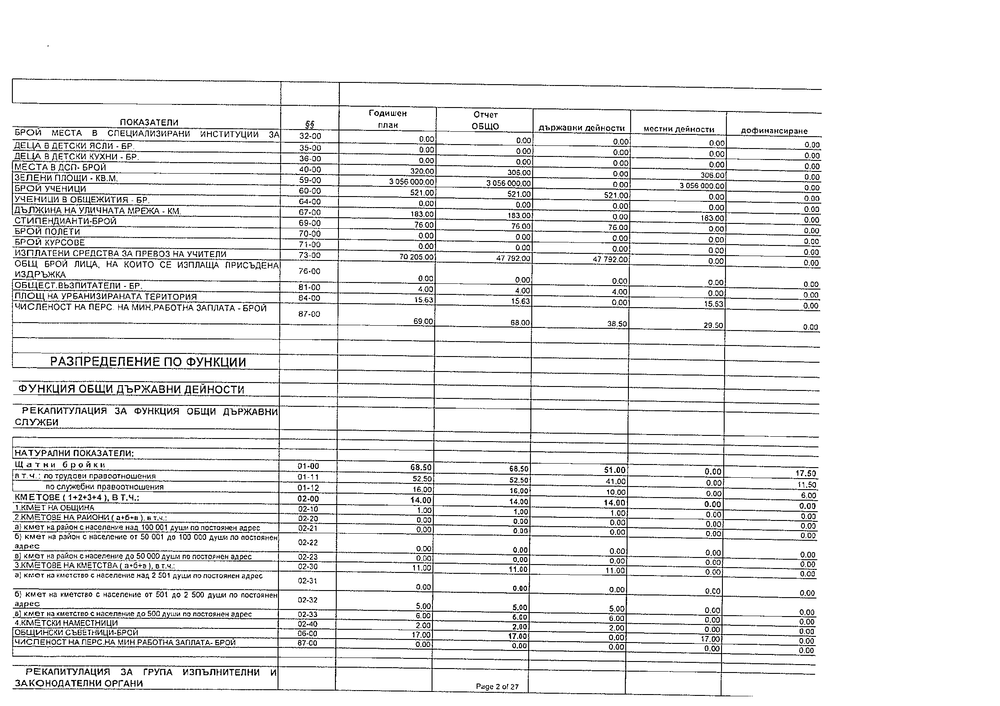 Годишен Отчет
ПОКАЗАТЕЛИ §§ план ОБЩО държавни дейности местни дейности дофинансиране
БРОЙ МЕСТА В СПЕЦИАЛИЗИРАНИ ИНСТИТУЦИИ ЗА 32-00 0.00 0.00 0.00 0.00 0.00
ДЕЦА В ДЕТСКИ ЯСЛИ - БР. 35-00 0.00 0.00 0.00 0.00 0.00
ДЕЦА В ДЕТСКИ КУХНИ - БР. 36-00 0.00 0.00 0.00 0.00 0.00
МЕСТА В ДСП- БРОЙ 40-00 320.00 306.00 0.00 306.00 0.00
ЗЕЛЕНИ ПЛОЩИ - КВ.М. 59-00 3 056 000.00 3 056 000.00 0.00 3 056 000.00 0.00
БРОЙ УЧЕНИЦИ 60-00 521.00 521.00 521.00 0.00 0.00
УЧЕНИЦИ В ОБЩЕЖИТИЯ - БР. 64-00 0.00 0.00 0.00 0.00 0.00
ДЪЛЖИНА НА УЛИЧНАТА МРЕЖА - КМ. 67-00 183.00 183.00 0.00 183.00 0.00
СТИПЕНДИАНТИ-БРОЙ 69-00 76.00 76.00 76.00 0.00 0.00
БРОЙ ПОЛЕТИ 70-00 0.00 0.00 0.00 0.00 0.00
БРОЙ КУРСОВЕ 71-00 0.00 0.00 0.00 0.00 0.00
ИЗПЛАТЕНИ СРЕДСТВА ЗА ПРЕВОЗ НА УЧИТЕЛИ 73-00 70 205.00 47 792.00 47 792.00 0.00 0.00
ОБЩ БРОЙ ЛИЦА, НА КОИТО СЕ ИЗПЛАЩА ПРИСЪДЕНА
ИЗДРЪЖКА 76-00 0.00 0.00 0.00 0.00 0.00
ОБЩЕСТ.ВЪЗПИТАТЕЛИ - БР. 81-00 4.00 4.00 4.00 0.00 0.00
ПЛОЩ НА УРБАНИЗИРАНАТА ТЕРИТОРИЯ 84-00 15.63 15.63 0.00 15.63 0.00
ЧИСЛЕНОСТ НА ПЕРС. НА МИН.РАБОТНА ЗАПЛАТА - БРОЙ 87-00 69.00 68.00 38.50 29.50 0.00
РАЗПРЕДЕЛЕНИЕ ПО ФУНКЦИИ
ФУНКЦИЯ ОБЩИ ДЪРЖАВНИ ДЕЙНОСТИ
РЕКАПИТУЛАЦИЯ ЗА ФУНКЦИЯ ОБЩИ ДЪРЖАВНИ
СЛУЖБИ
НАТУРАЛНИ ПОКАЗАТЕЛИ:
Щатни бройки 01-00 68.50 68.50 51.00 0.00 17.50
в т.ч.: по трудови правоотношения 01-11 52.50 52.50 41.00 0.00 11.50
по служебни правоотношения 01-12 16.00 16.00 10.00 0.00 6.00
КМЕТОВЕ ( 1+2+3+4 ), В Т.Ч.: 02-00 14.00 14.00 14.00 0.00 0.00
1.КМЕТ НА ОБЩИНА 02-10 1.00 1.00 1.00 0.00 0.00
2.КМЕТОВЕ НА РАЙОНИ ( а+б+в ), в т.ч.: 02-20 0.00 0.00 0.00 0.00 0.00
а) кмет на район с население над 100 001 души по постоянен адрес 02-21 0.00 0.00 0.00 0.00 0.00
б) кмет на район с население от 50 001 до 100 000 души по постоянен
адрес 02-22 0.00 0.00 0.00 0.00 0.00
в) кмет на район с население до 50 000 души по постоянен адрес 02-23 0.00 0.00 0.00 0.00 0.00
3.КМЕТОВЕ НА КМЕТСТВА ( а+б+в ), в т.ч.: 02-30 11.00 11.00 11.00 0.00 0.00
а) кмет на кметство с население над 2 501 души по постоянен адрес 02-31 0.00 0.00 0.00 0.00 0.00
б) кмет на кметство с население от 501 до 2 500 души по постоянен
адрес 02-32 5.00 5.00 5.00 0.00 0.00
в) кмет на кметство с население до 500 души по постоянен адрес 02-33 6.00 6.00 6.00 0.00 0.00
4.КМЕТСКИ НАМЕСТНИЦИ 02-40 2.00 2.00 2.00 0.00 0.00
ОБЩИНСКИ СЪВЕТНИЦИ-БРОЙ 06-00 17.00 17.00 0.00 17.00 0.00
ЧИСЛЕНОСТ НА ПЕРС.НА МИН.РАБОТНА ЗАПЛАТА- БРОЙ 87-00 0.00 0.00 0.00 0.00 0.00
РЕКАПИТУЛАЦИЯ ЗА ГРУПА ИЗПЪЛНИТЕЛНИ И
ЗАКОНОДАТЕЛНИ ОРГАНИ
Page 2 of 27